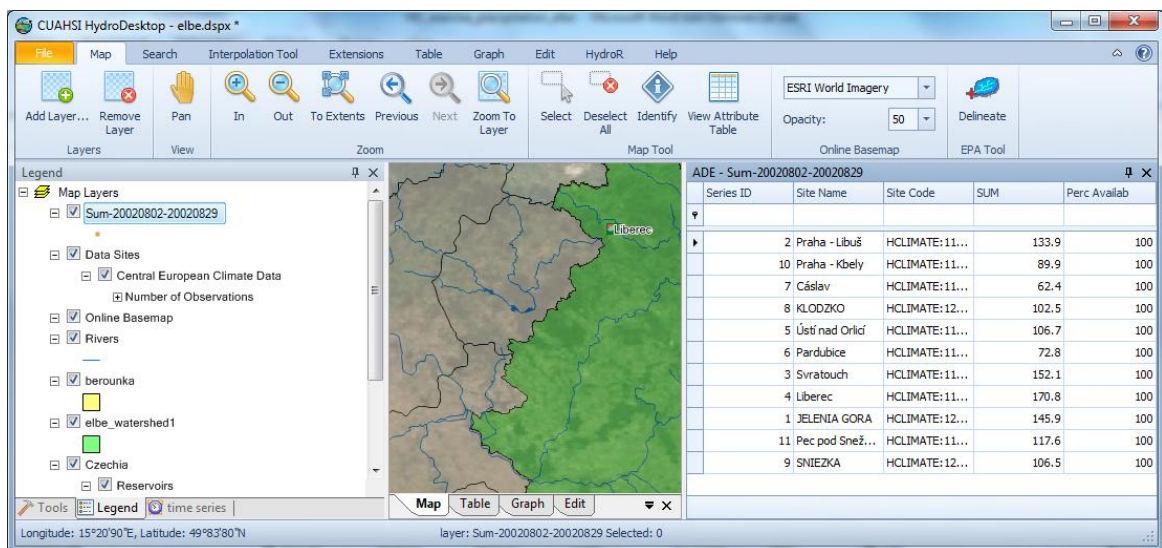 CUAHSI HydroDesktop - elbe.dspx *
File Map Search Interpolation Tool Extensions Table Graph Edit HydroR Help
Add Layer... Remove Layer Pan In Out To Extents Previous Next Zoom To Layer Select Deselect All Identify View Attribute Table
ESRI World Imagery
Opacity: 50
Delineate
Layers View Zoom Map Tool Online Basemap EPA Tool
Legend
Map Layers
Sum-20020802-20020829
Data Sites
Central European Climate Data
Number of Observations
Online Basemap
Rivers
berounka
elbe_watershed1
Czechia
Reservoirs
Tools Legend time series
Liberec
Map Table Graph Edit
ADE - Sum-20020802-20020829
Series ID Site Name Site Code SUM Perc Availab
2 Praha - Libuš HCLIMATE:11... 133.9 100
10 Praha - Kbely HCLIMATE:11... 89.9 100
7 Cáslav HCLIMATE:11... 62.4 100
8 KLODZKO HCLIMATE:12... 102.5 100
5 Ústí nad Orlicí HCLIMATE:11... 106.7 100
6 Pardubice HCLIMATE:11... 72.8 100
3 Svratouch HCLIMATE:11... 152.1 100
4 Liberec HCLIMATE:11... 170.8 100
1 JELENIA GORA HCLIMATE:12... 145.9 100
11 Pec pod Snež... HCLIMATE:11... 117.6 100
9 SNIEZKA HCLIMATE:12... 106.5 100
Longitude: 15°20'90"E, Latitude: 49°83'80"N
layer: Sum-20020802-20020829 Selected: 0